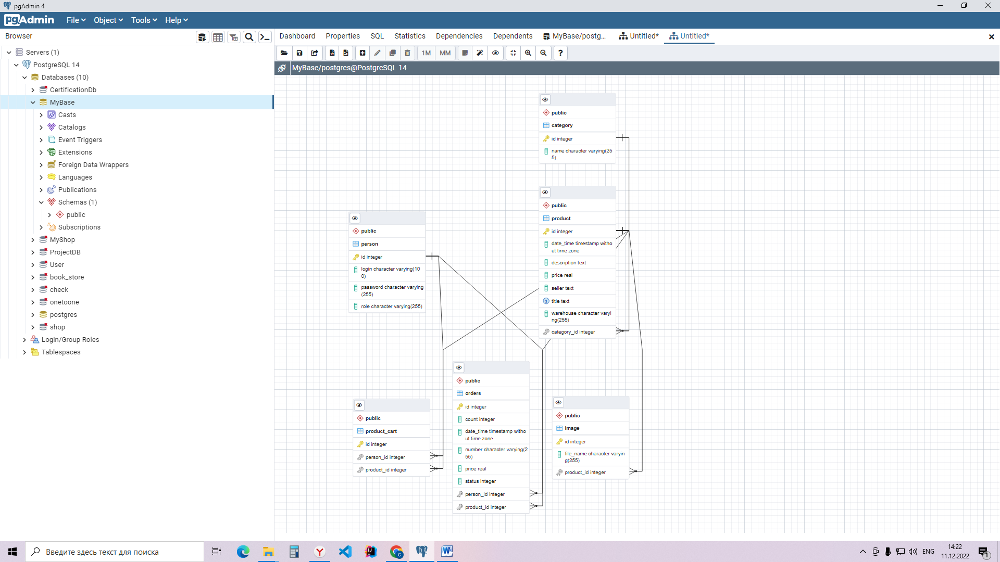 pgAdmin 4
pgAdmin File Object Tools Help
Browser
Dashboard Properties SQL Statistics Dependencies Dependents MyBase/postg... Untitled* Untitled*
1M MM ?
MyBase/postgres@PostgreSQL 14
Servers (1)
PostgreSQL 14
Databases (10)
CertificationDb
MyBase
Casts
Catalogs
Event Triggers
Extensions
Foreign Data Wrappers
Languages
Publications
Schemas (1)
public
Subscriptions
MyShop
ProjectDB
User
book_store
check
onetoone
postgres
shop
Login/Group Roles
Tablespaces
public
category
id integer
name character varying(25
5)
public
product
id integer
date_time timestamp witho
ut time zone
description text
price real
seller text
title text
warehouse character varyi
ng(255)
category_id integer
public
person
id integer
login character varying(10
0)
password character varying
(255)
role character varying(255)
public
product_cart
id integer
person_id integer
product_id integer
public
orders
id integer
count integer
date_time timestamp witho
ut time zone
number character varying(2
55)
price real
status integer
person_id integer
product_id integer
public
image
id integer
file_name character varyin
g(255)
product_id integer
Введите здесь текст для поиска
ENG
14:22
11.12.2022
1